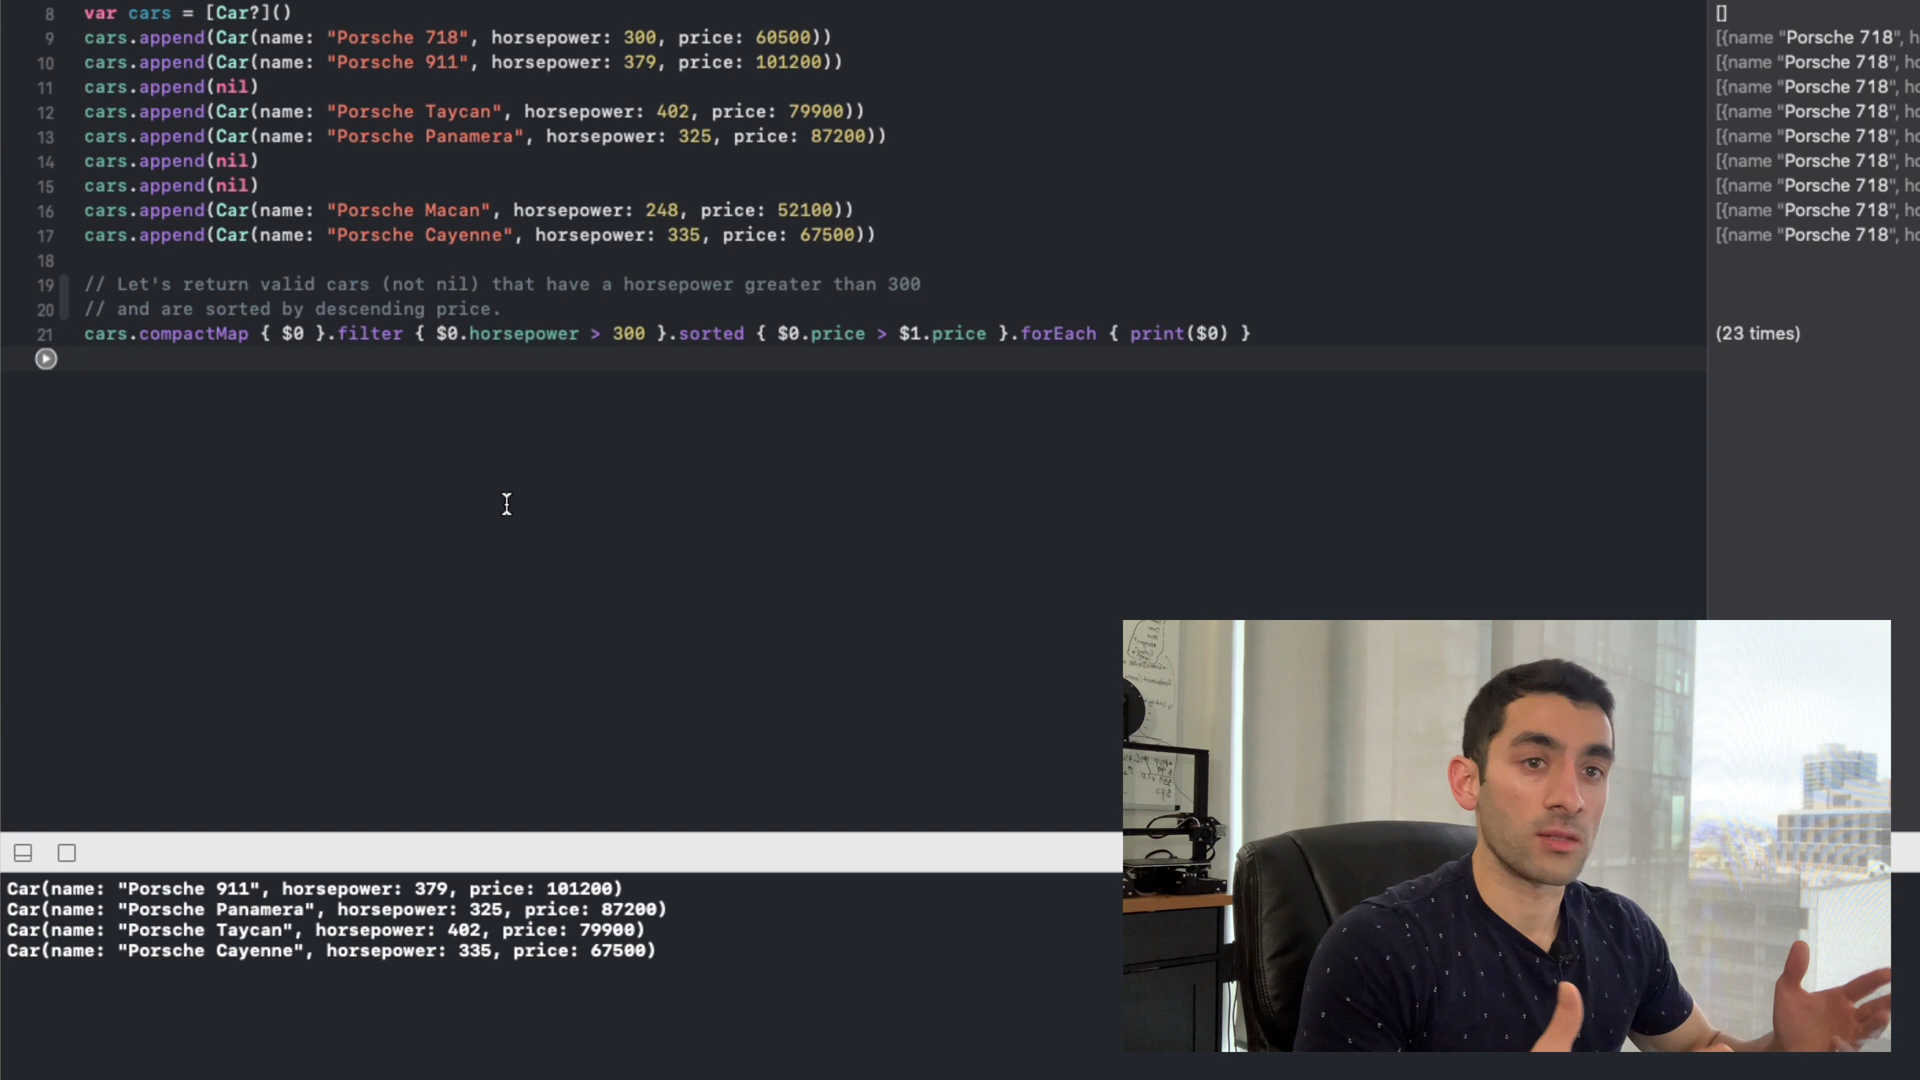 8 var cars = [Car?]()
9 cars.append(Car(name: "Porsche 718", horsepower: 300, price: 60500))
10 cars.append(Car(name: "Porsche 911", horsepower: 379, price: 101200))
11 cars.append(nil)
12 cars.append(Car(name: "Porsche Taycan", horsepower: 402, price: 79900))
13 cars.append(Car(name: "Porsche Panamera", horsepower: 325, price: 87200))
14 cars.append(nil)
15 cars.append(nil)
16 cars.append(Car(name: "Porsche Macan", horsepower: 248, price: 52100))
17 cars.append(Car(name: "Porsche Cayenne", horsepower: 335, price: 67500))
18
19 // Let's return valid cars (not nil) that have a horsepower greater than 300
20 // and are sorted by descending price.
21 cars.compactMap { $0 }.filter { $0.horsepower > 300 }.sorted { $0.price > $1.price }.forEach { print($0) }
[]
[{name "Porsche 718", h
[{name "Porsche 718", ho
[{name "Porsche 718", ho
[{name "Porsche 718", ho
[{name "Porsche 718", ho
[{name "Porsche 718", ho
[{name "Porsche 718", ho
[{name "Porsche 718", ho
[{name "Porsche 718", ho
(23 times)
Car(name: "Porsche 911", horsepower: 379, price: 101200)
Car(name: "Porsche Panamera", horsepower: 325, price: 87200)
Car(name: "Porsche Taycan", horsepower: 402, price: 79900)
Car(name: "Porsche Cayenne", horsepower: 335, price: 67500)